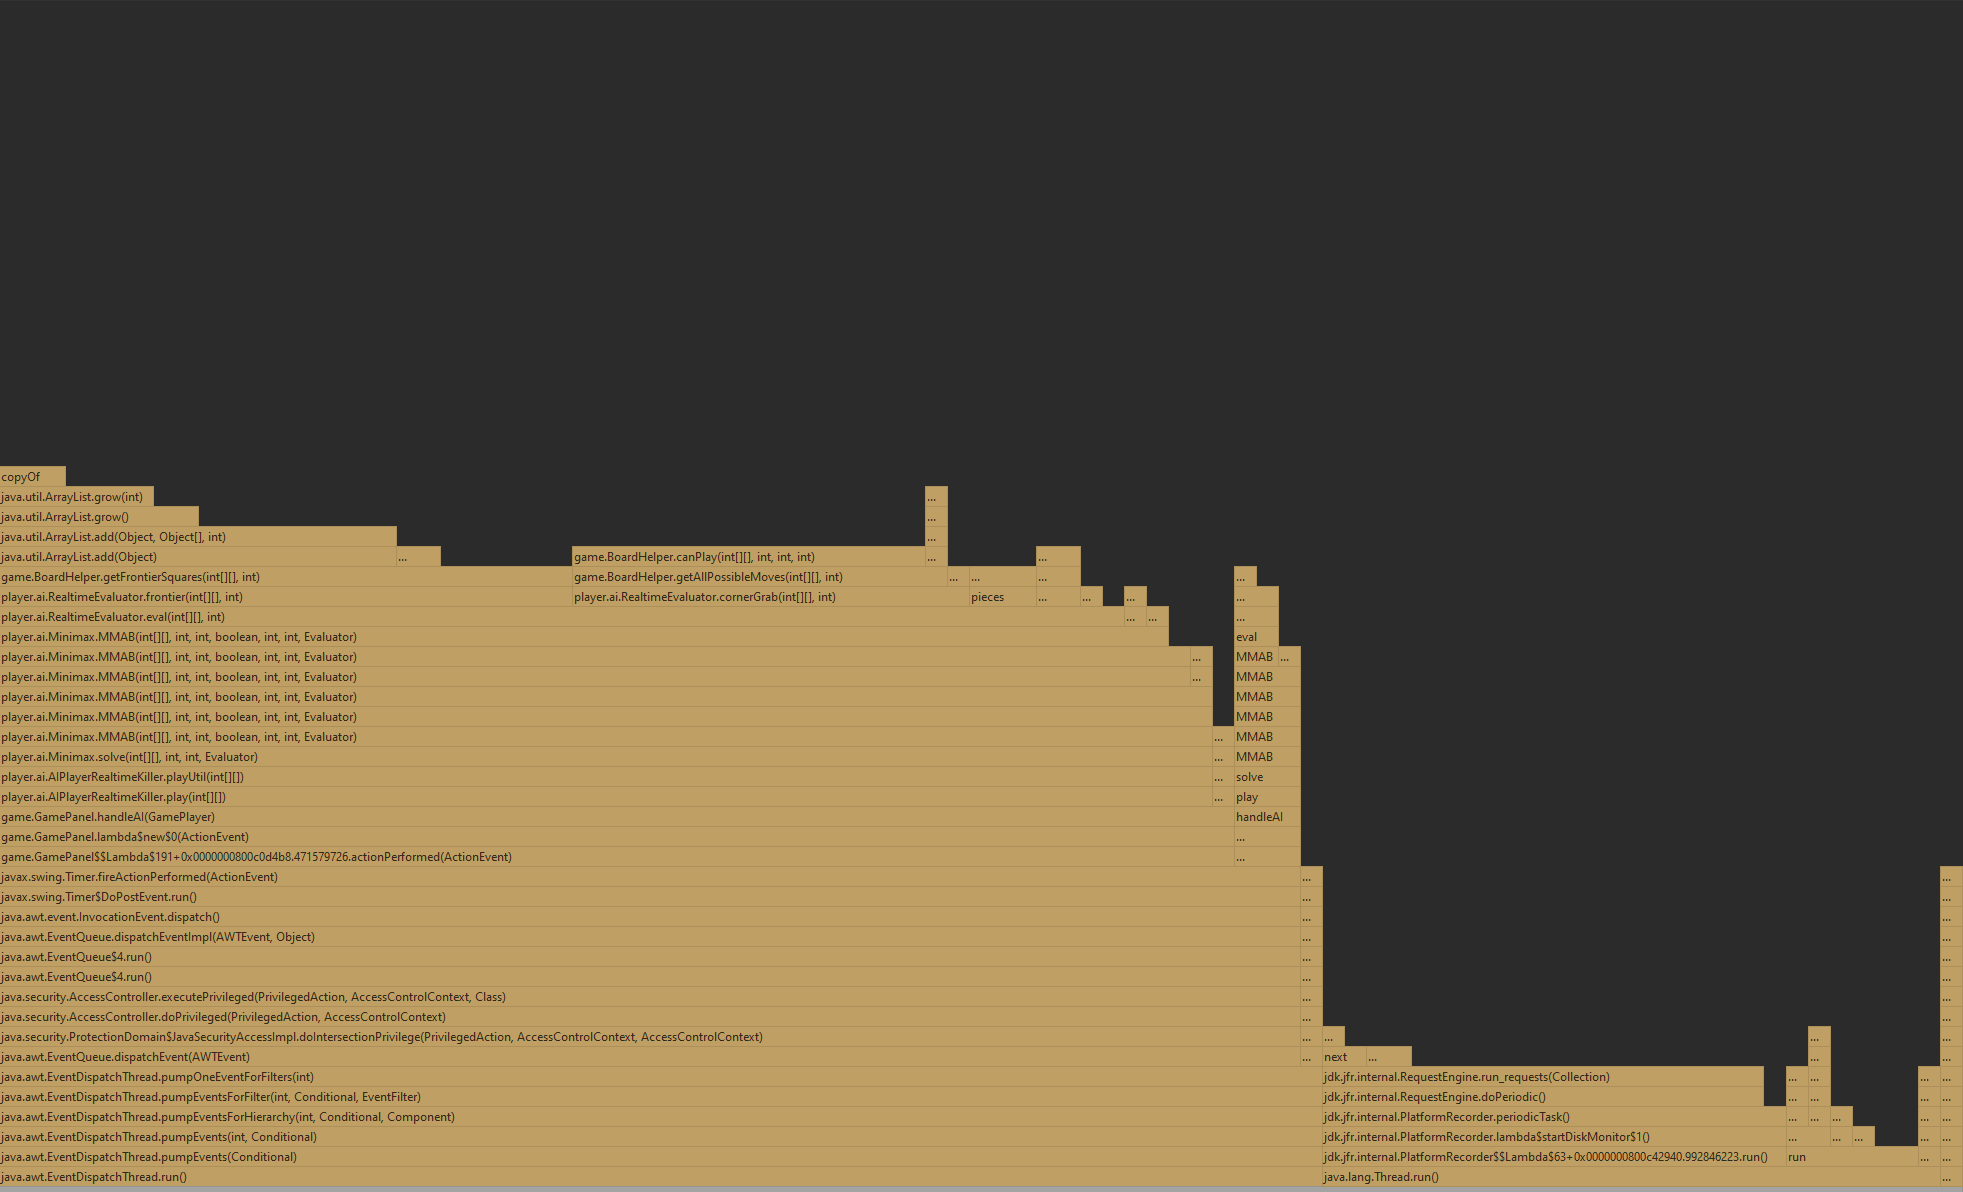 copyOf
java.util.ArrayList.grow(int) ...
java.util.ArrayList.grow() ...
java.util.ArrayList.add(Object, Object[], int) ...
java.util.ArrayList.add(Object) ... game.BoardHelper.canPlay(int[][], int, int, int) ... ...
game.BoardHelper.getFrontierSquares(int[][], int) game.BoardHelper.getAllPossibleMoves(int[][], int) ... ... ... ...
player.ai.RealtimeEvaluator.frontier(int[][], int) player.ai.RealtimeEvaluator.cornerGrab(int[][], int) pieces ... ... ... ...
player.ai.RealtimeEvaluator.eval(int[][], int) ... ... ...
player.ai.Minimax.MMAB(int[][], int, int, boolean, int, int, Evaluator) eval
player.ai.Minimax.MMAB(int[][], int, int, boolean, int, int, Evaluator) ... MMAB ...
player.ai.Minimax.MMAB(int[][], int, int, boolean, int, int, Evaluator) ... MMAB
player.ai.Minimax.MMAB(int[][], int, int, boolean, int, int, Evaluator) MMAB
player.ai.Minimax.MMAB(int[][], int, int, boolean, int, int, Evaluator) MMAB
player.ai.Minimax.MMAB(int[][], int, int, boolean, int, int, Evaluator) ... MMAB
player.ai.Minimax.solve(int[][], int, int, Evaluator) ... MMAB
player.ai.AIPlayerRealtimeKiller.playUtil(int[][]) ... solve
player.ai.AIPlayerRealtimeKiller.play(int[][]) ... play
game.GamePanel.handleAI(GamePlayer) handleAI
game.GamePanel.lambda$new$0(ActionEvent) ...
game.GamePanel$$Lambda$191+0x0000000800c0d4b8.471579726.actionPerformed(ActionEvent) ...
javax.swing.Timer.fireActionPerformed(ActionEvent) ... ...
javax.swing.Timer$DoPostEvent.run() ... ...
java.awt.event.InvocationEvent.dispatch() ... ...
java.awt.EventQueue.dispatchEventImpl(AWTEvent, Object) ... ...
java.awt.EventQueue$4.run() ... ...
java.awt.EventQueue$4.run() ... ...
java.security.AccessController.executePrivileged(PrivilegedAction, AccessControlContext, Class) ... ...
java.security.AccessController.doPrivileged(PrivilegedAction, AccessControlContext) ... ...
java.security.ProtectionDomain$JavaSecurityAccessImpl.doIntersectionPrivilege(PrivilegedAction, AccessControlContext, AccessControlContext) ... ... ... ...
java.awt.EventQueue.dispatchEvent(AWTEvent) ... next ... ... ...
java.awt.EventDispatchThread.pumpOneEventForFilters(int) jdk.jfr.internal.RequestEngine.run_requests(Collection) ... ... ... ...
java.awt.EventDispatchThread.pumpEventsForFilter(int, Conditional, EventFilter) jdk.jfr.internal.RequestEngine.doPeriodic() ... ... ... ...
java.awt.EventDispatchThread.pumpEventsForHierarchy(int, Conditional, Component) jdk.jfr.internal.PlatformRecorder.periodicTask() ... ... ... ... ...
java.awt.EventDispatchThread.pumpEvents(int, Conditional) jdk.jfr.internal.PlatformRecorder.lambda$startDiskMonitor$1() ... ... ... ... ...
java.awt.EventDispatchThread.pumpEvents(Conditional) jdk.jfr.internal.PlatformRecorder$$Lambda$63+0x0000000800c42940.992846223.run() run ... ...
java.awt.EventDispatchThread.run() java.lang.Thread.run() ...